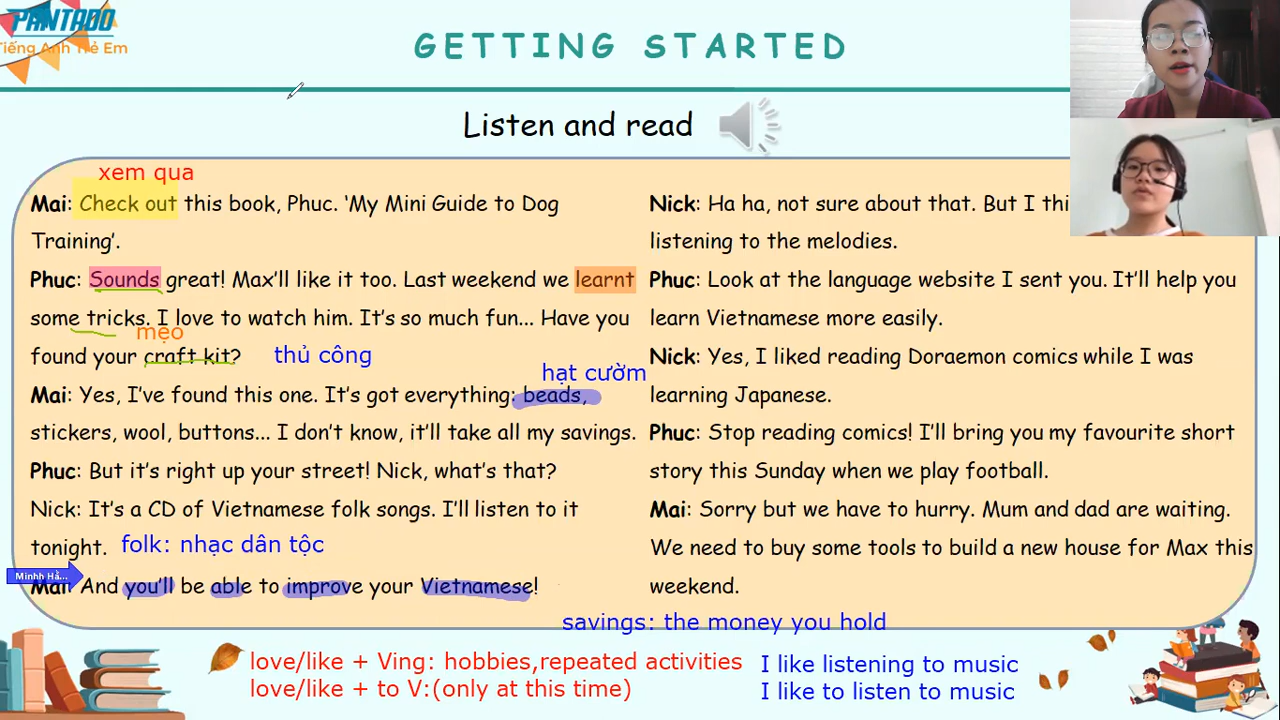 PANTADO
Tiếng Anh Trẻ Em
GETTING STARTED
Listen and read
xem qua
Mai: Check out this book, Phuc. ‘My Mini Guide to Dog
Training’.
Phuc: Sounds great! Max’ll like it too. Last weekend we learnt
some tricks. I love to watch him. It’s so much fun... Have you
mẹo
found your craft kit?
thủ công
hạt cườm
Mai: Yes, I’ve found this one. It’s got everything: beads,
stickers, wool, buttons... I don’t know, it’ll take all my savings.
Phuc: But it’s right up your street! Nick, what’s that?
Nick: It’s a CD of Vietnamese folk songs. I’ll listen to it
tonight.
folk: nhạc dân tộc
Minhh Hằ...
Mai: And you’ll be able to improve your Vietnamese!
Nick: Ha ha, not sure about that. But I
listening to the melodies.
Phuc: Look at the language website I sent you. It’ll help you
learn Vietnamese more easily.
Nick: Yes, I liked reading Doraemon comics while I was
learning Japanese.
Phuc: Stop reading comics! I’ll bring you my favourite short
story this Sunday when we play football.
Mai: Sorry but we have to hurry. Mum and dad are waiting.
We need to buy some tools to build a new house for Max this
weekend.
savings: the money you hold
love/like + Ving: hobbies,repeated activities
love/like + to V:(only at this time)
I like listening to music
I like to listen to music